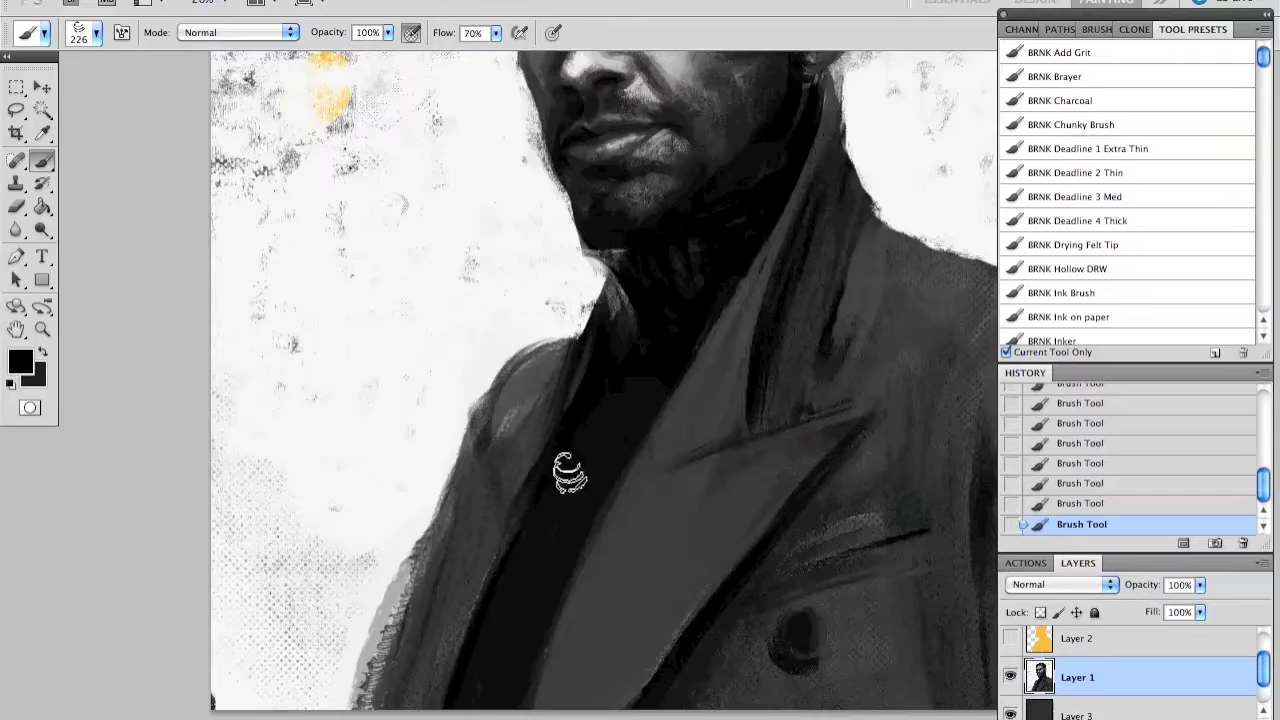 ESSENTIALS DESIGN PAINTING
226 Mode: Normal Opacity: 100% Flow: 70%
CHANN PATHS BRUSH CLONE TOOL PRESETS
BRNK Add Grit
BRNK Brayer
BRNK Charcoal
BRNK Chunky Brush
BRNK Deadline 1 Extra Thin
BRNK Deadline 2 Thin
BRNK Deadline 3 Med
BRNK Deadline 4 Thick
BRNK Drying Felt Tip
BRNK Hollow DRW
BRNK Ink Brush
BRNK Ink on paper
BRNK Inker
Current Tool Only
HISTORY
Brush Tool
Brush Tool
Brush Tool
Brush Tool
Brush Tool
Brush Tool
Brush Tool
Brush Tool
ACTIONS LAYERS
Normal Opacity: 100%
Lock: Fill: 100%
Layer 2
Layer 1
Layer 3